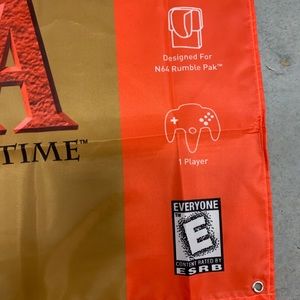 Designed For
N64 Rumble Pak™
A
TIME™
1 Player
EVERYONE
E
CONTENT RATED BY
ESRB